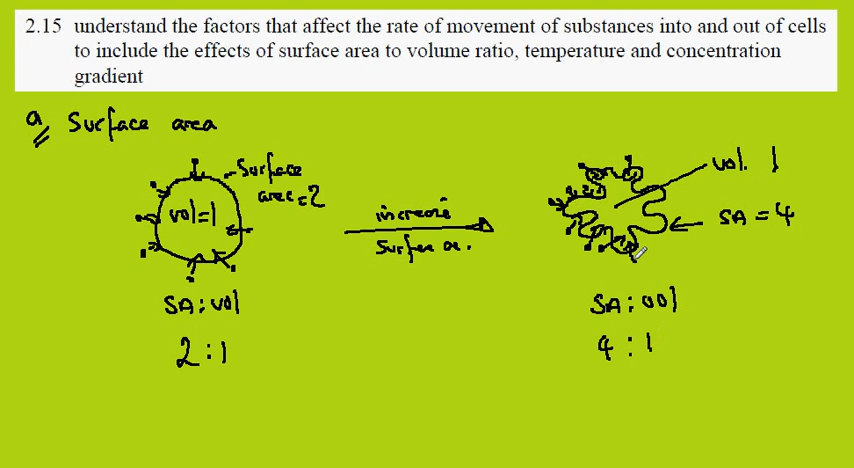 2.15 understand the factors that affect the rate of movement of substances into and out of cells
to include the effects of surface area to volume ratio, temperature and concentration
gradient
a, Surface area
Surface
area = 2
vol=1
increase
Surface a.
vol. 1
SA = 4
SA : vol
2 : 1
SA : vol
4 : 1